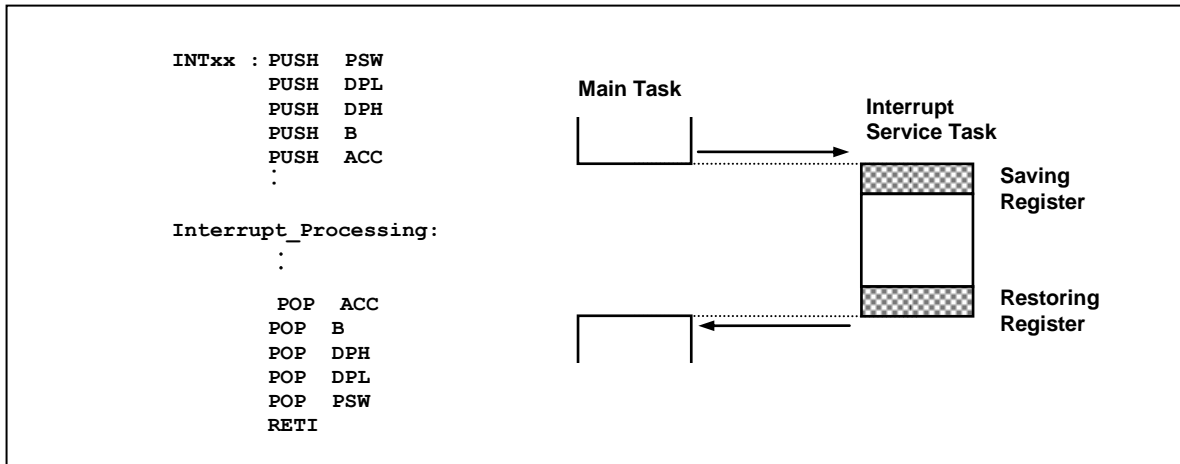 INTxx : PUSH PSW
PUSH DPL
PUSH DPH
PUSH B
PUSH ACC
:
Interrupt_Processing:
:
:
POP ACC
POP B
POP DPH
POP DPL
POP PSW
RETI
Main Task
Interrupt
Service Task
Saving
Register
Restoring
Register